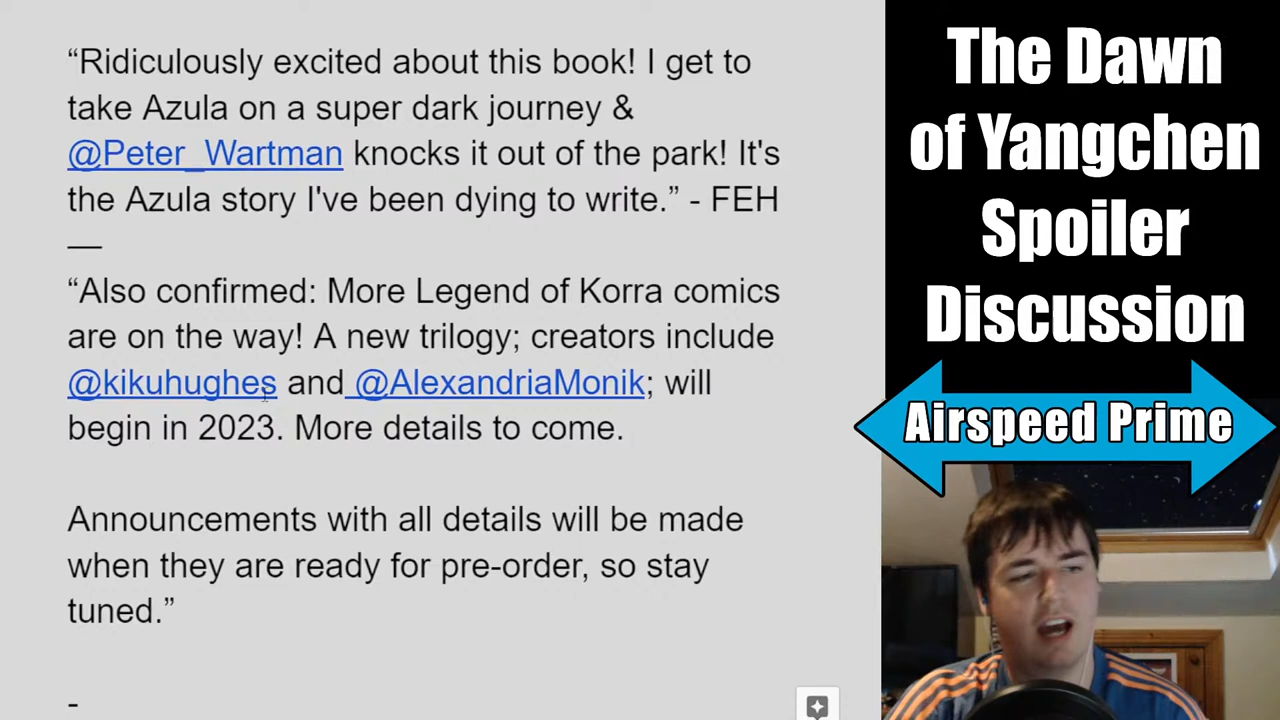 “Ridiculously excited about this book! I get to
take Azula on a super dark journey &
@Peter_Wartman knocks it out of the park! It's
the Azula story I've been dying to write.” - FEH
—
“Also confirmed: More Legend of Korra comics
are on the way! A new trilogy; creators include
@kikuhughes and @AlexandriaMonik; will
begin in 2023. More details to come.
Announcements with all details will be made
when they are ready for pre-order, so stay
tuned.”
-
The Dawn
of Yangchen
Spoiler
Discussion
Airspeed Prime